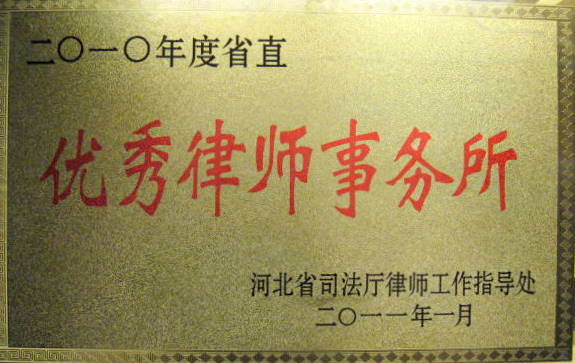 二〇一〇年度省直
优秀律师事务所
河北省司法厅律师工作指导处
二〇一一年一月